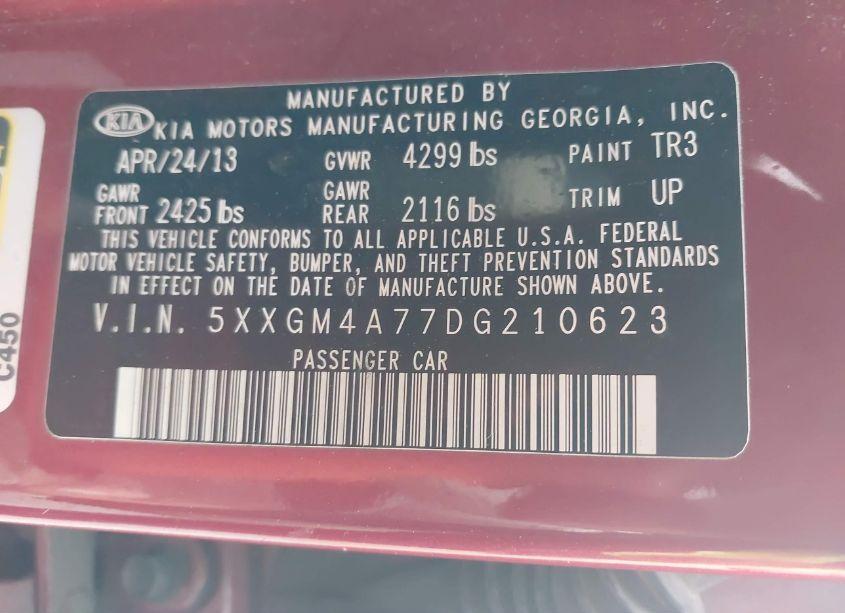 MANUFACTURED BY
KIA KIA MOTORS MANUFACTURING GEORGIA, INC.
APR/24/13 GVWR 4299 lbs PAINT TR3
GAWR FRONT 2425 lbs GAWR REAR 2116 lbs TRIM UP
THIS VEHICLE CONFORMS TO ALL APPLICABLE U.S.A. FEDERAL
MOTOR VEHICLE SAFETY, BUMPER, AND THEFT PREVENTION STANDARDS
IN EFFECT ON THE DATE OF MANUFACTURE SHOWN ABOVE.
V.I.N. 5XXGM4A77DG210623
PASSENGER CAR
C450